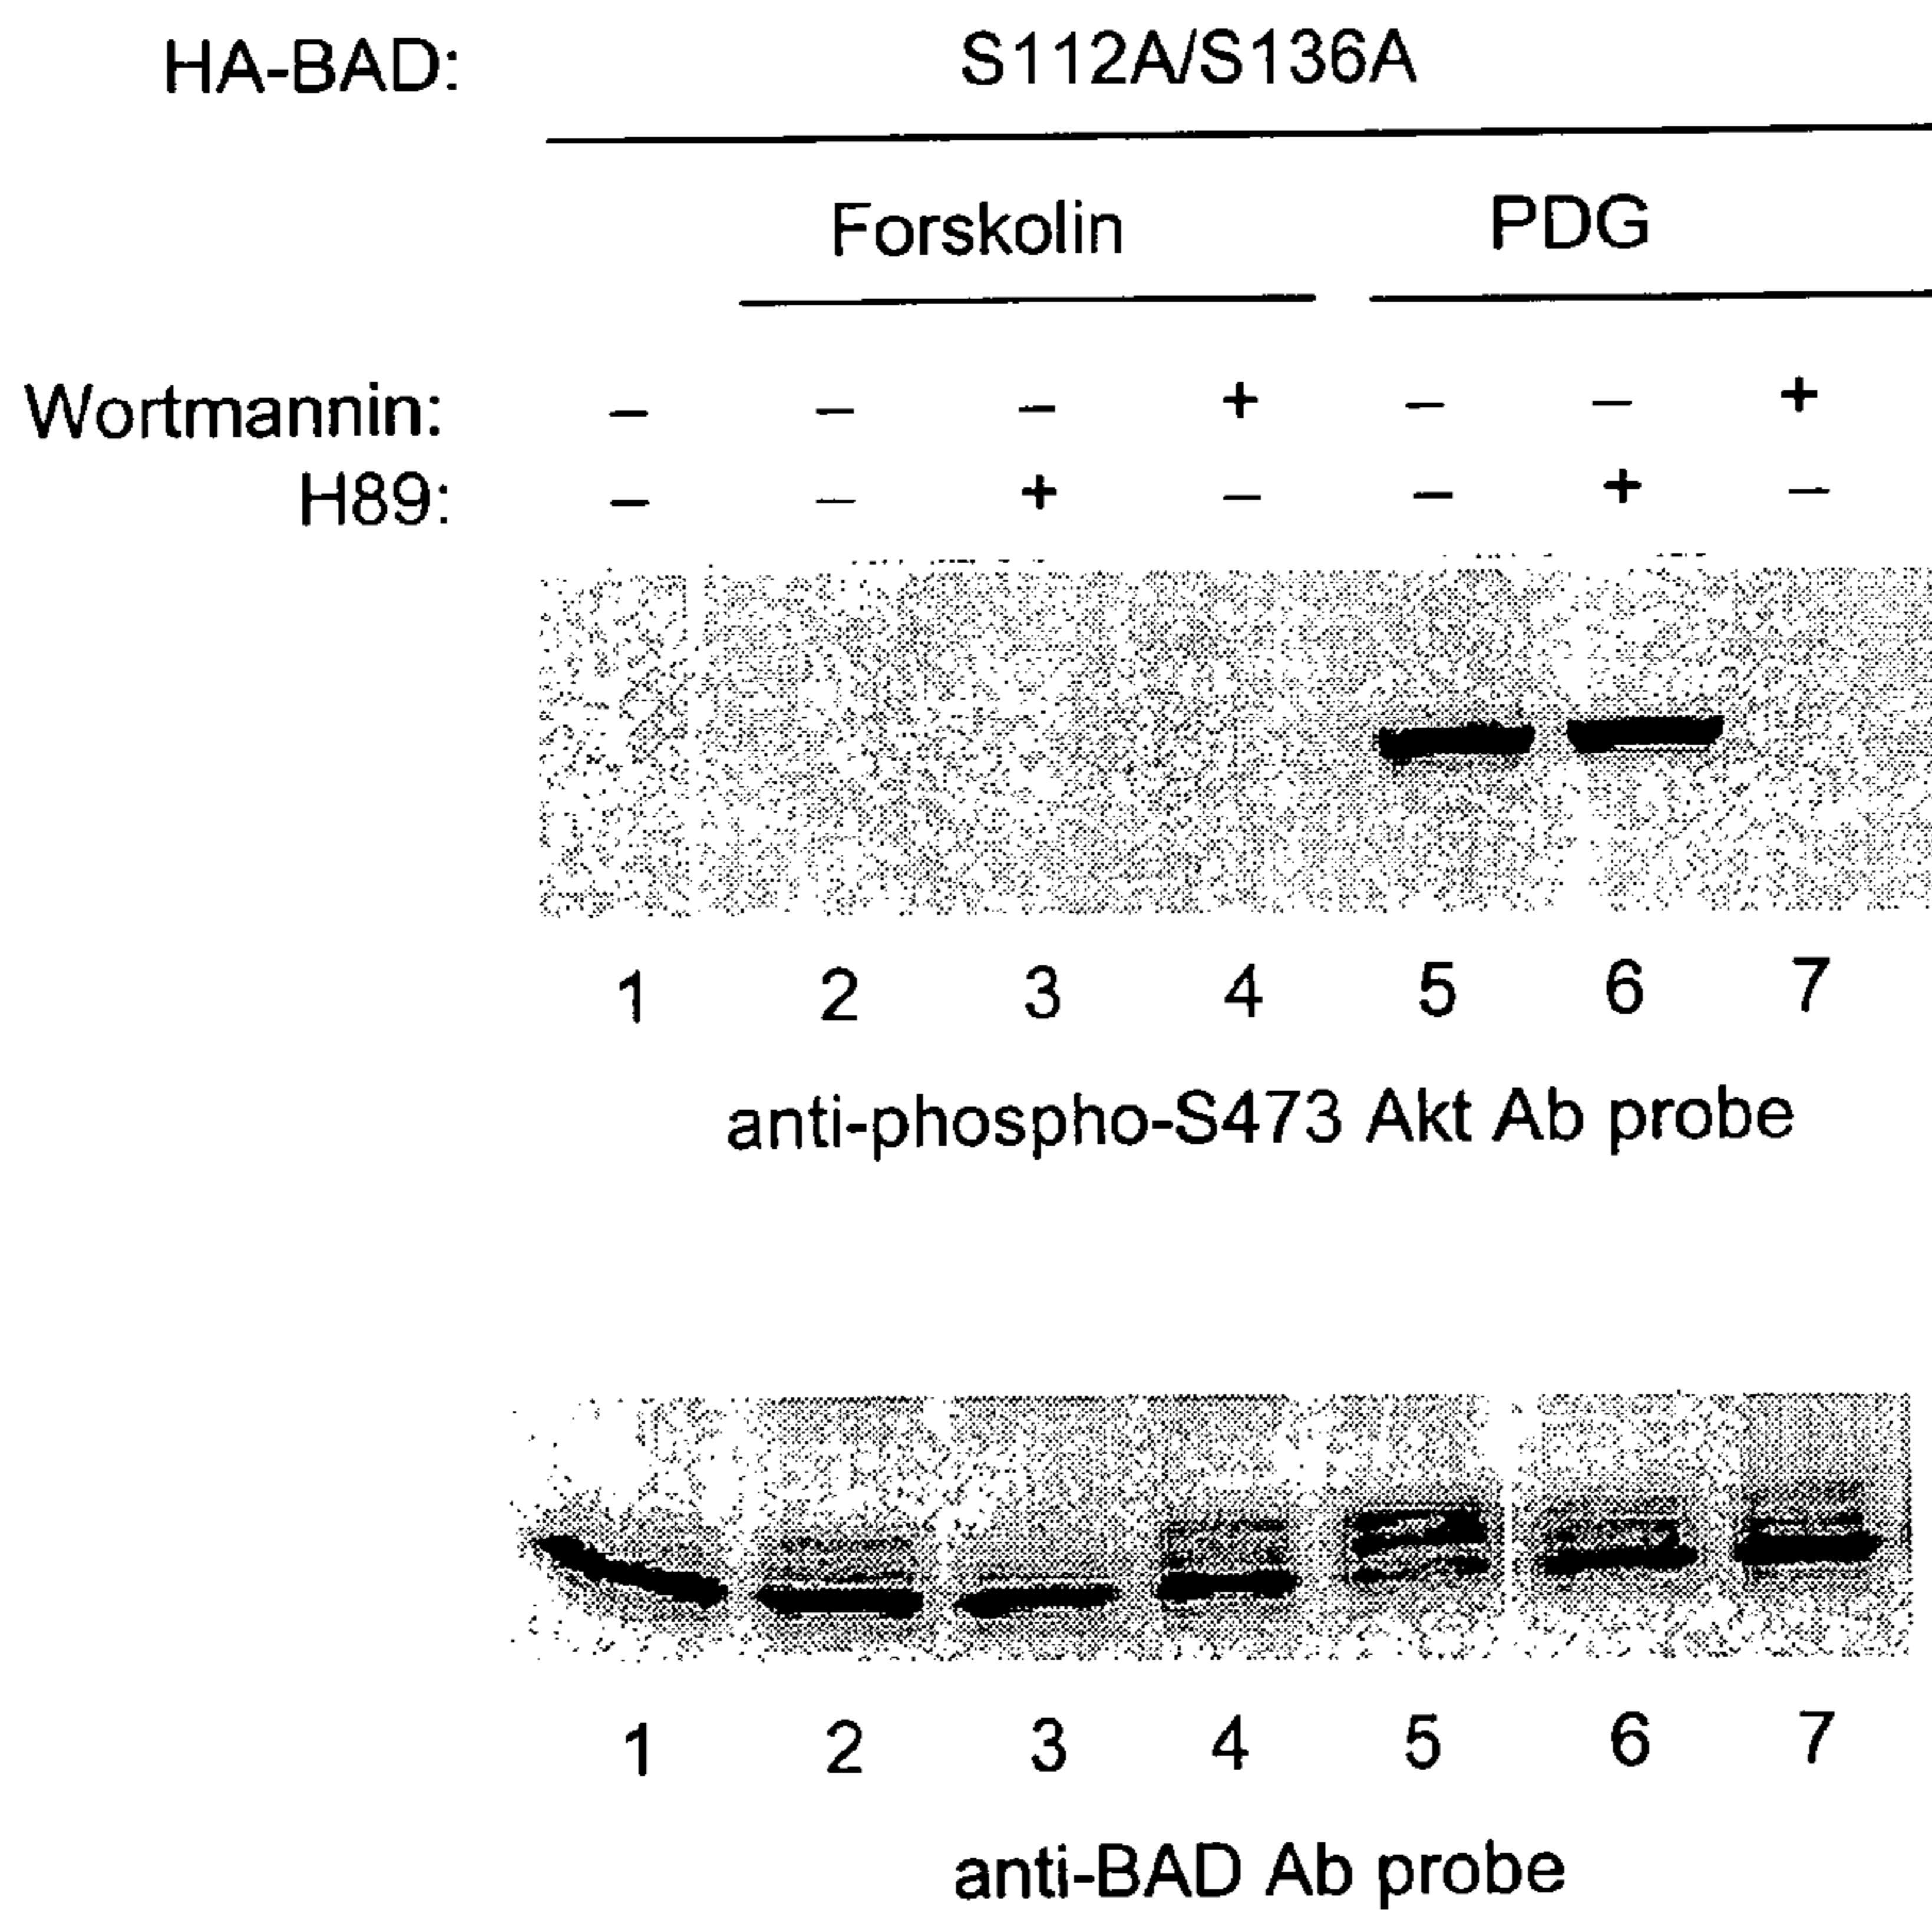 HA-BAD: S112A/S136A
Forskolin PDG
Wortmannin: – – – + – – +
H89: – – + – – + –
1 2 3 4 5 6 7
anti-phospho-S473 Akt Ab probe
1 2 3 4 5 6 7
anti-BAD Ab probe